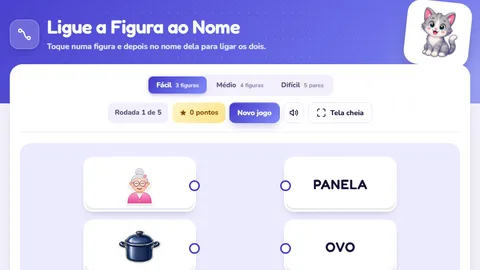 Ligue a Figura ao Nome
Toque numa figura e depois no nome dela para ligar os dois.
Fácil 3 figuras Médio 4 figuras Difícil 5 pares
Rodada 1 de 5 ★ 0 pontos Novo jogo Tela cheia
PANELA
OVO